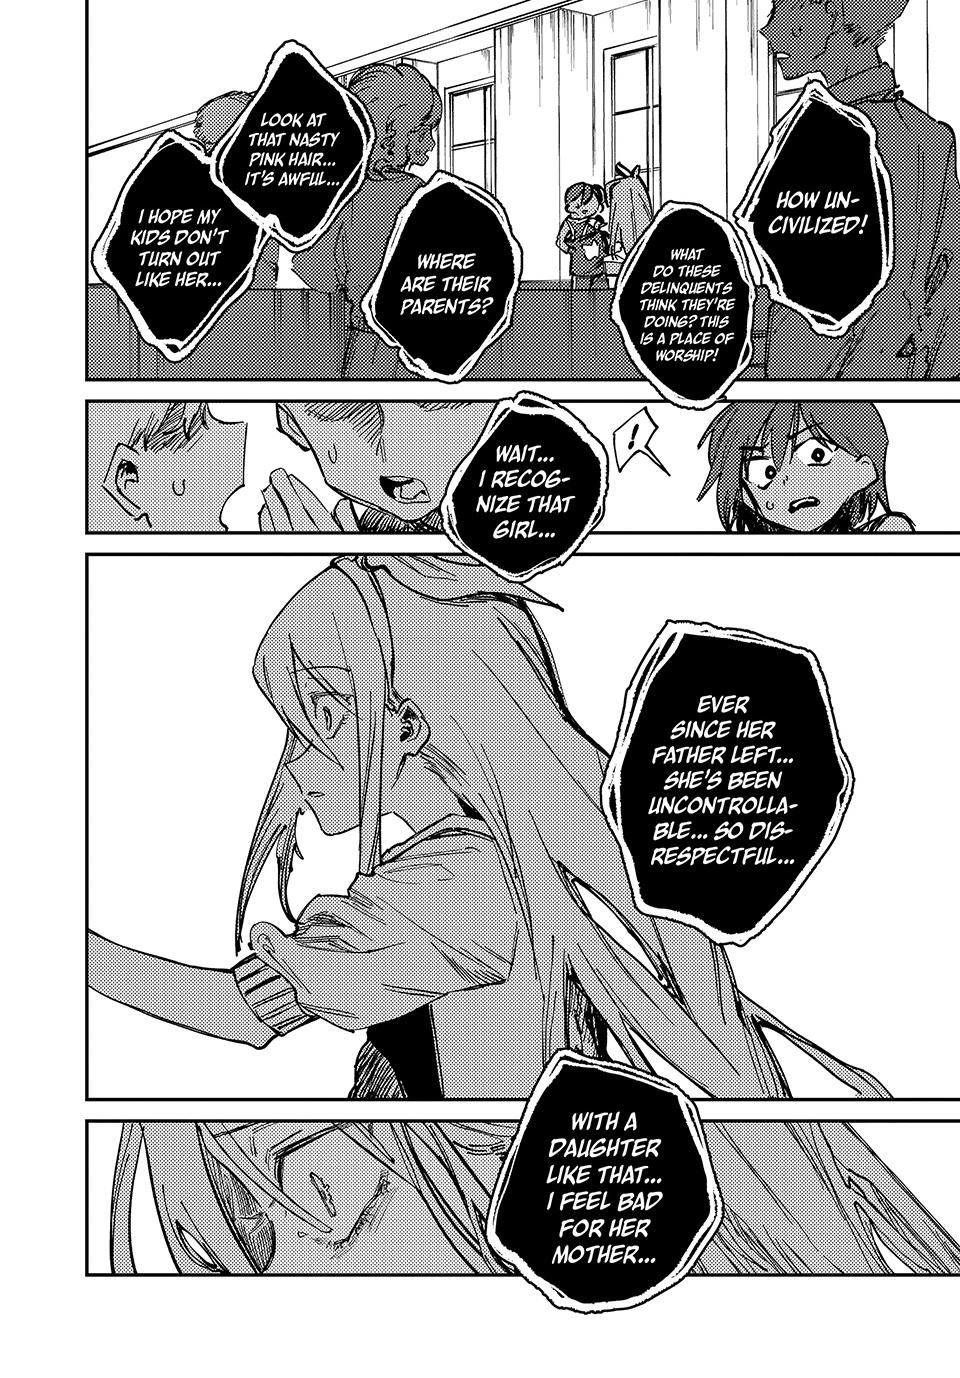 HOW UN-
CIVILIZED!
WHAT
DO THESE
DELINQUENTS
THINK THEY'RE
DOING? THIS
IS A PLACE OF
WORSHIP!
WHERE
ARE THEIR
PARENTS?
LOOK AT
THAT NASTY
PINK HAIR...
IT'S AWFUL...
I HOPE MY
KIDS DON'T
TURN OUT
LIKE HER...
!
WAIT...
I RECOG-
NIZE THAT
GIRL...
EVER
SINCE HER
FATHER LEFT...
SHE'S BEEN
UNCONTROLLA-
BLE... SO DIS-
RESPECTFUL...
WITH A
DAUGHTER
LIKE THAT...
I FEEL BAD
FOR HER
MOTHER...